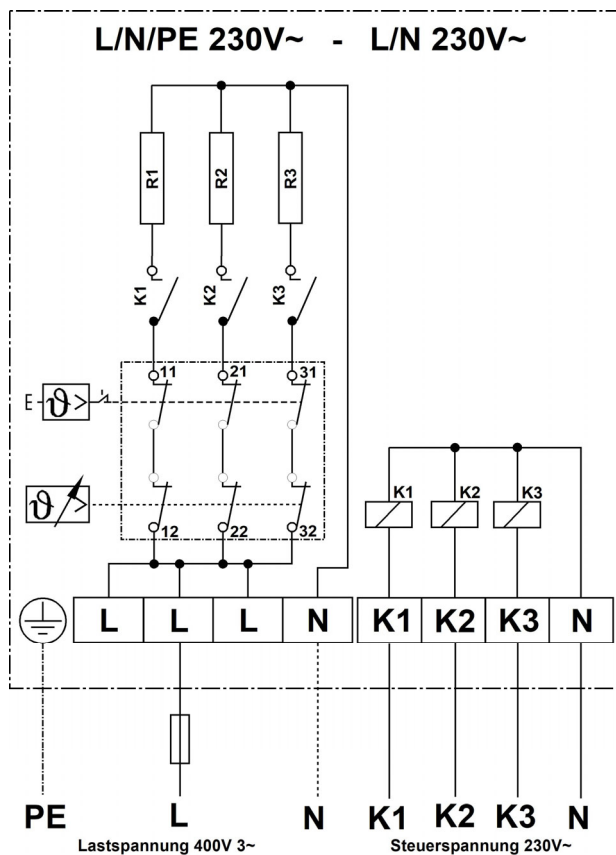 L/N/PE 230V~ - L/N 230V~
R1 R2 R3
K1 K2 K3
11 21 31
ϑ >
ϑ >
12 22 32
K1 K2 K3
L L L N K1 K2 K3 N
PE L N K1 K2 K3 N
Lastspannung 400V 3~ Steuerspannung 230V~